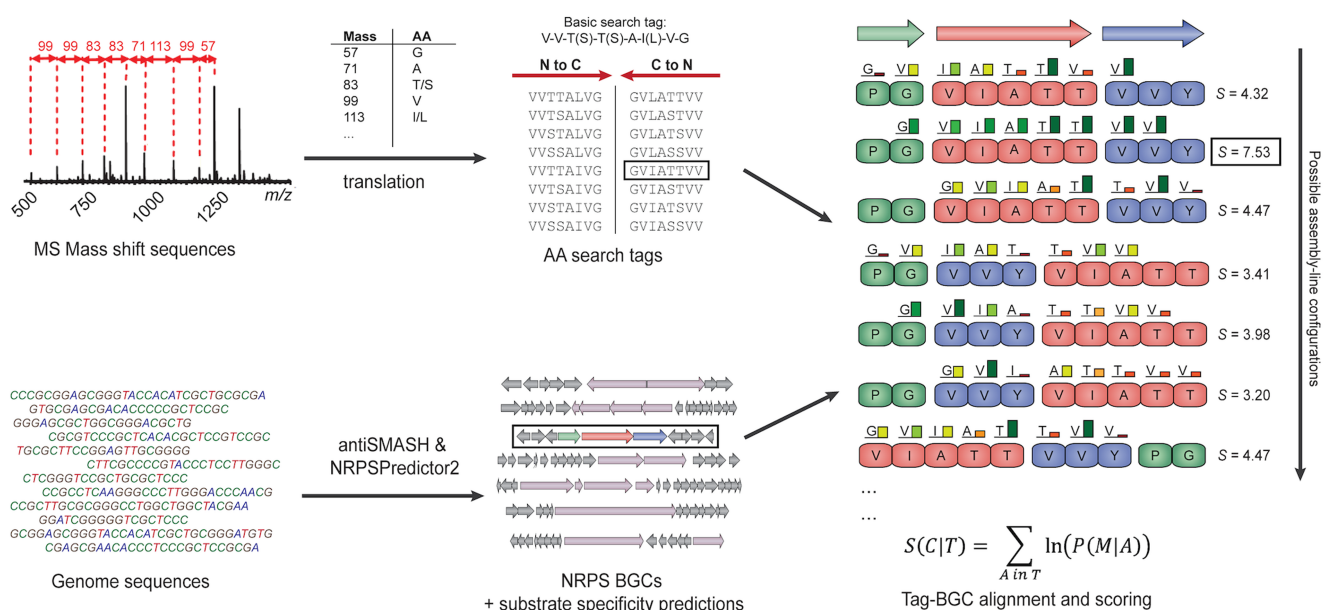 99 99 83 83 71 113 99 57
500 750 1000 1250 m/z
MS Mass shift sequences
Mass AA
57 G
71 A
83 T/S
99 V
113 I/L
...
translation
Basic search tag:
V-V-T(S)-T(S)-A-I(L)-V-G
N to C C to N
VVTTALVG GVLATTVV
VVTSALVG GVLASTVV
VVSTALVG GVLATSVV
VVSSALVG GVLASSVV
VVTTAIVG GVIATTVV
VVTSAIVG GVIASTVV
VVSTAIVG GVIATSVV
VVSSAIVG GVIASSVV
AA search tags
CCCGCGGAGCGGGTACCACATCGCTGCGCGA
GTGCGAGCGACACCCCCGCTCCGC
GGGAGCGCTGGCGGGACGCTG
CGCGTCCCGCTCACACGCTCCGTCCGC
TGCGCTTCCGGAGTTGCGGGG
CTTCGCCCCGTACCCTCCTTGGGC
CTCGGGTCCGCTGCGCTCCC
CCGCCTCAAGGGCCCTTGGGACCCAACG
CCGCTTGCGCGGGCCTGGCTGGCTACGAA
GGATCGGGGGTCGCTCCC
GCGGAGCGGGTACCACATCGCTGCGGGATGTG
CGAGCGAACACCCTCCCGCTCCGCGA
Genome sequences
antiSMASH &
NRPSPredictor2
NRPS BGCs
+ substrate specificity predictions
G V I A T T V V
P G V I A T T V V Y S = 4.32
G V I A T T V V
P G V I A T T V V Y S = 7.53
G V I A T T V V
P G V I A T T V V Y S = 4.47
G V I A T T V V
P G V V Y V I A T T S = 3.41
G V I A T T V V
P G V V Y V I A T T S = 3.98
G V I A T T V V
P G V V Y V I A T T S = 3.20
G V I A T T V V
V I A T T V V Y P G S = 4.47
...
...
S(C|T) = ∑ ln(P(M|A))
A in T
Tag-BGC alignment and scoring
Possible assembly-line configurations